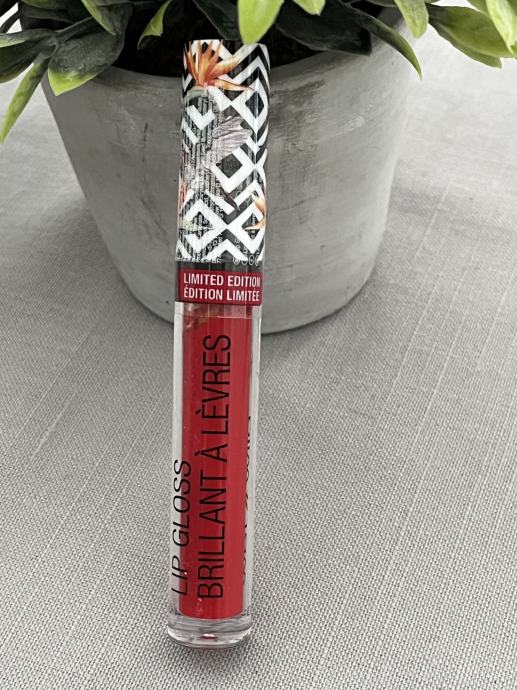 LIMITED EDITION
ÉDITION LIMITÉE
LIP GLOSS
BRILLANT À LÈVRES